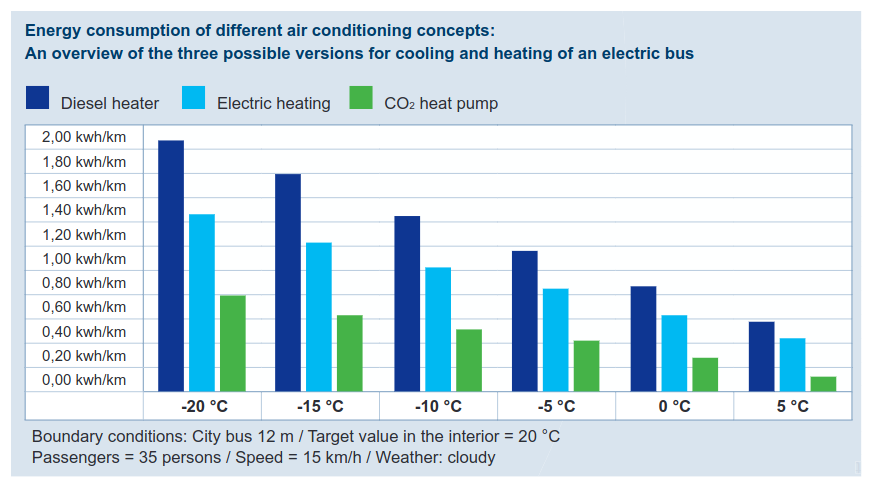 Energy consumption of different air conditioning concepts:
An overview of the three possible versions for cooling and heating of an electric bus
Diesel heater Electric heating CO₂ heat pump
2,00 kwh/km
1,80 kwh/km
1,60 kwh/km
1,40 kwh/km
1,20 kwh/km
1,00 kwh/km
0,80 kwh/km
0,60 kwh/km
0,40 kwh/km
0,20 kwh/km
0,00 kwh/km
-20 °C -15 °C -10 °C -5 °C 0 °C 5 °C
Boundary conditions: City bus 12 m / Target value in the interior = 20 °C
Passengers = 35 persons / Speed = 15 km/h / Weather: cloudy